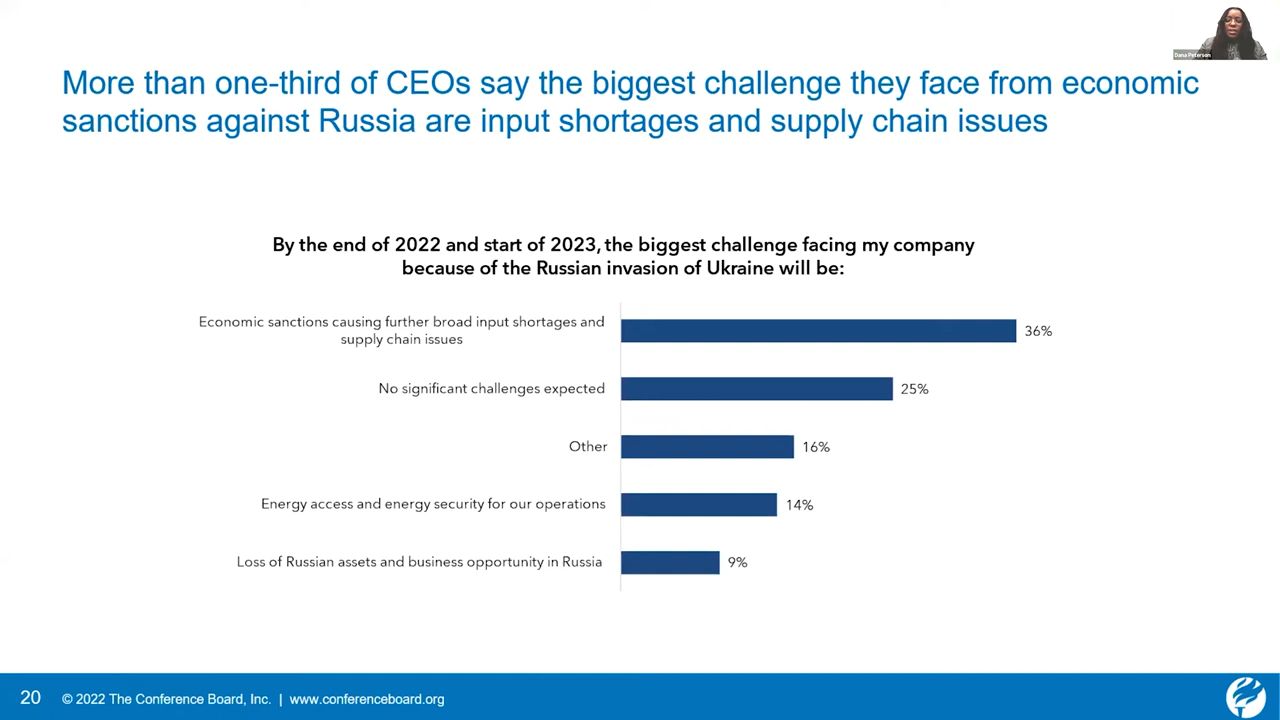 Dana Peterson
More than one-third of CEOs say the biggest challenge they face from economic
sanctions against Russia are input shortages and supply chain issues
By the end of 2022 and start of 2023, the biggest challenge facing my company
because of the Russian invasion of Ukraine will be:
Economic sanctions causing further broad input shortages and
supply chain issues
36%
No significant challenges expected
25%
Other
16%
Energy access and energy security for our operations
14%
Loss of Russian assets and business opportunity in Russia
9%
20 © 2022 The Conference Board, Inc. | www.conferenceboard.org